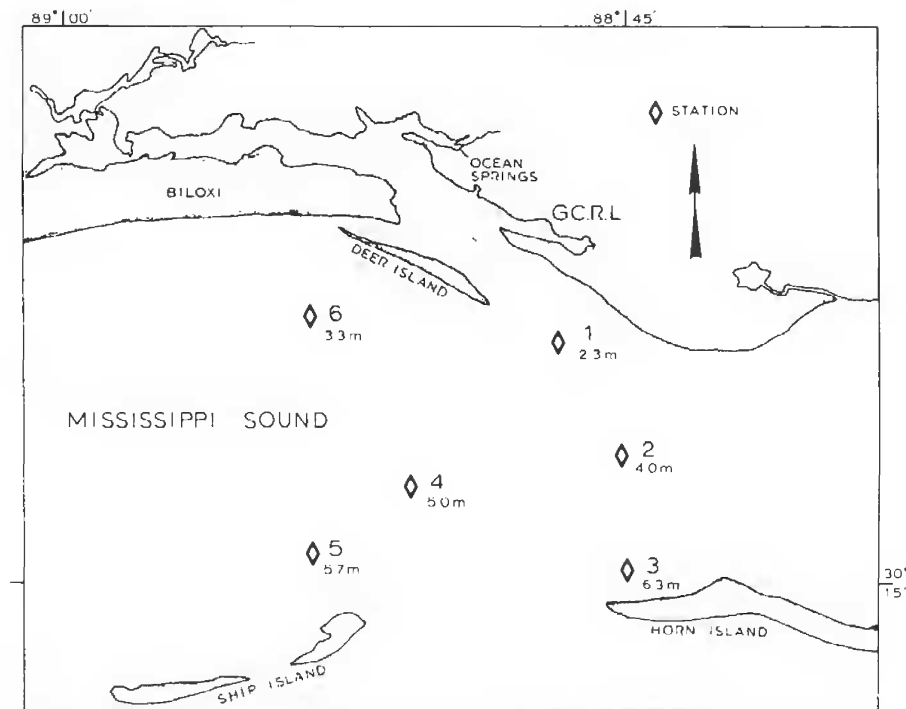 89° 00'
88° 45'
STATION
OCEAN
SPRINGS
BILOXI
G.C.R.L
DEER ISLAND
6
3.3m
1
2.3m
MISSISSIPPI SOUND
2
4.0m
4
5.0m
5
5.7m
3
6.3m
30°
15'
HORN ISLAND
SHIP ISLAND